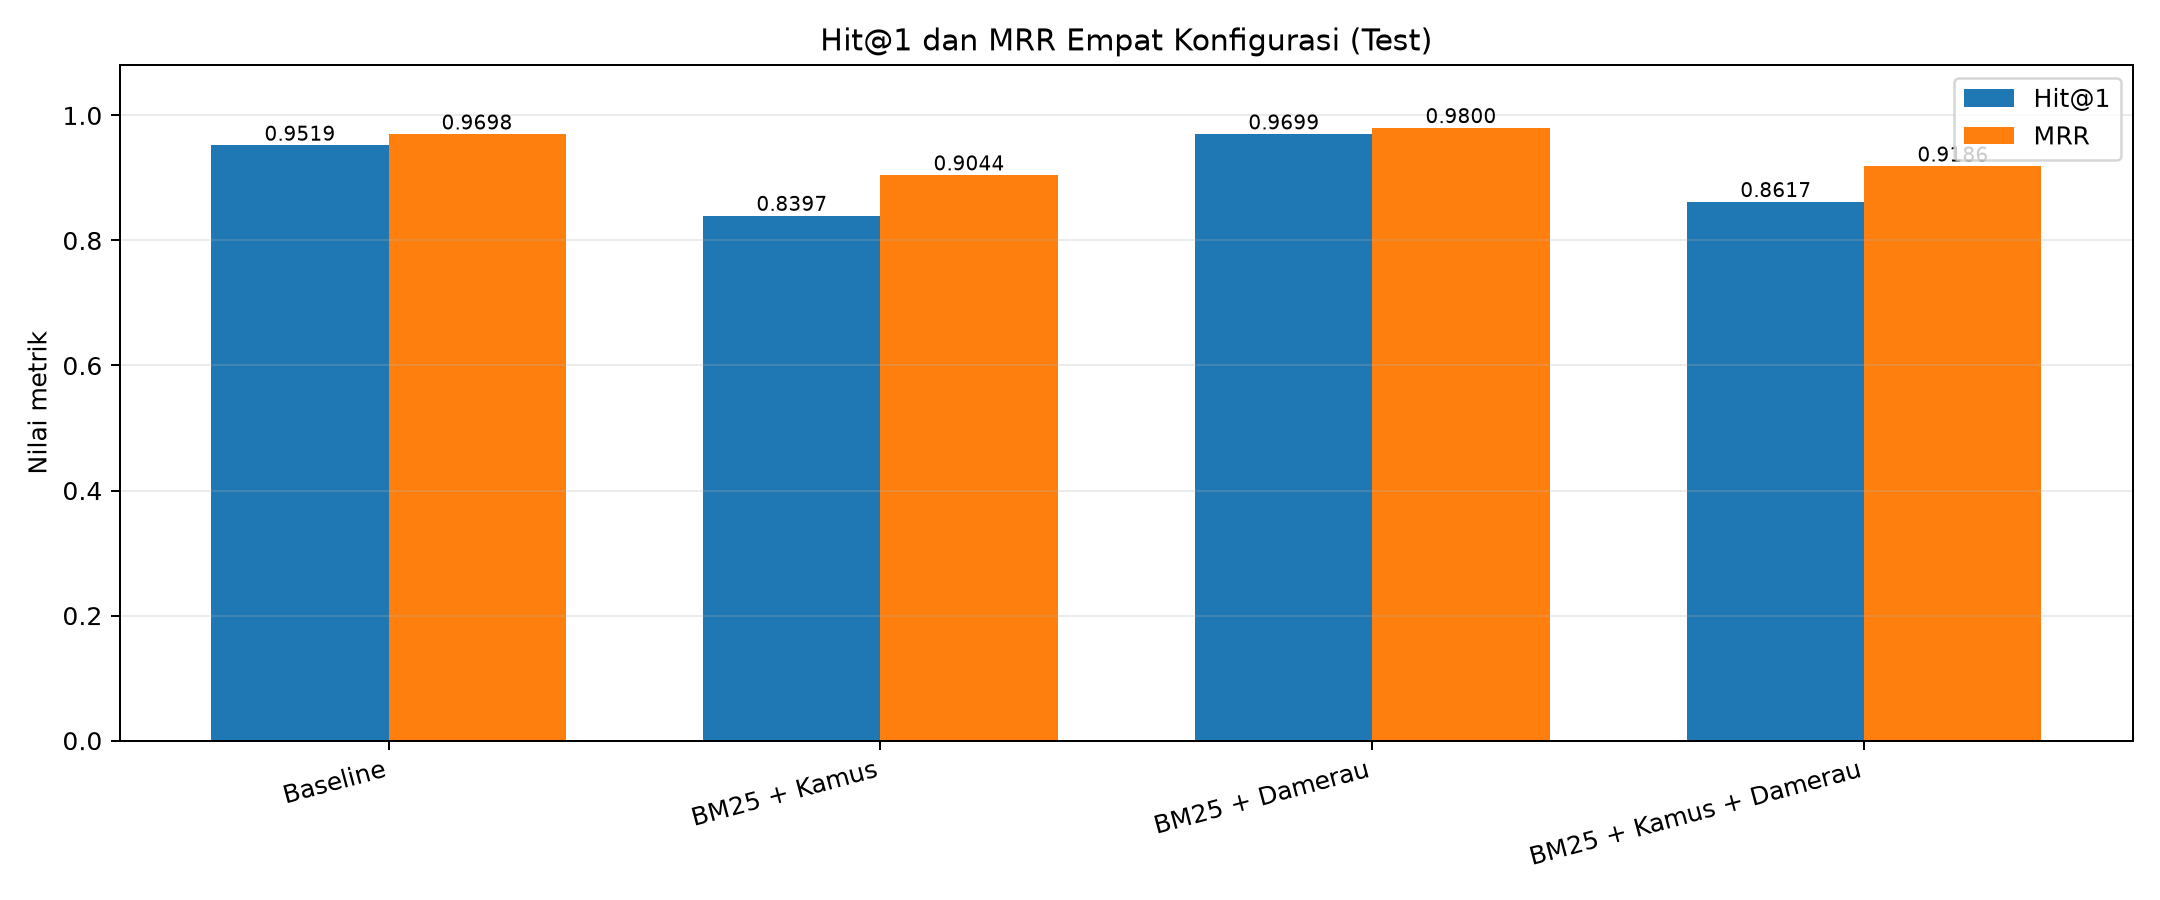 Hit@1 dan MRR Empat Konfigurasi (Test)
Hit@1
MRR
Nilai metrik
1.0
0.8
0.6
0.4
0.2
0.0
0.9519
0.9698
0.8397
0.9044
0.9699
0.9800
0.8617
0.9186
Baseline
BM25 + Kamus
BM25 + Damerau
BM25 + Kamus + Damerau